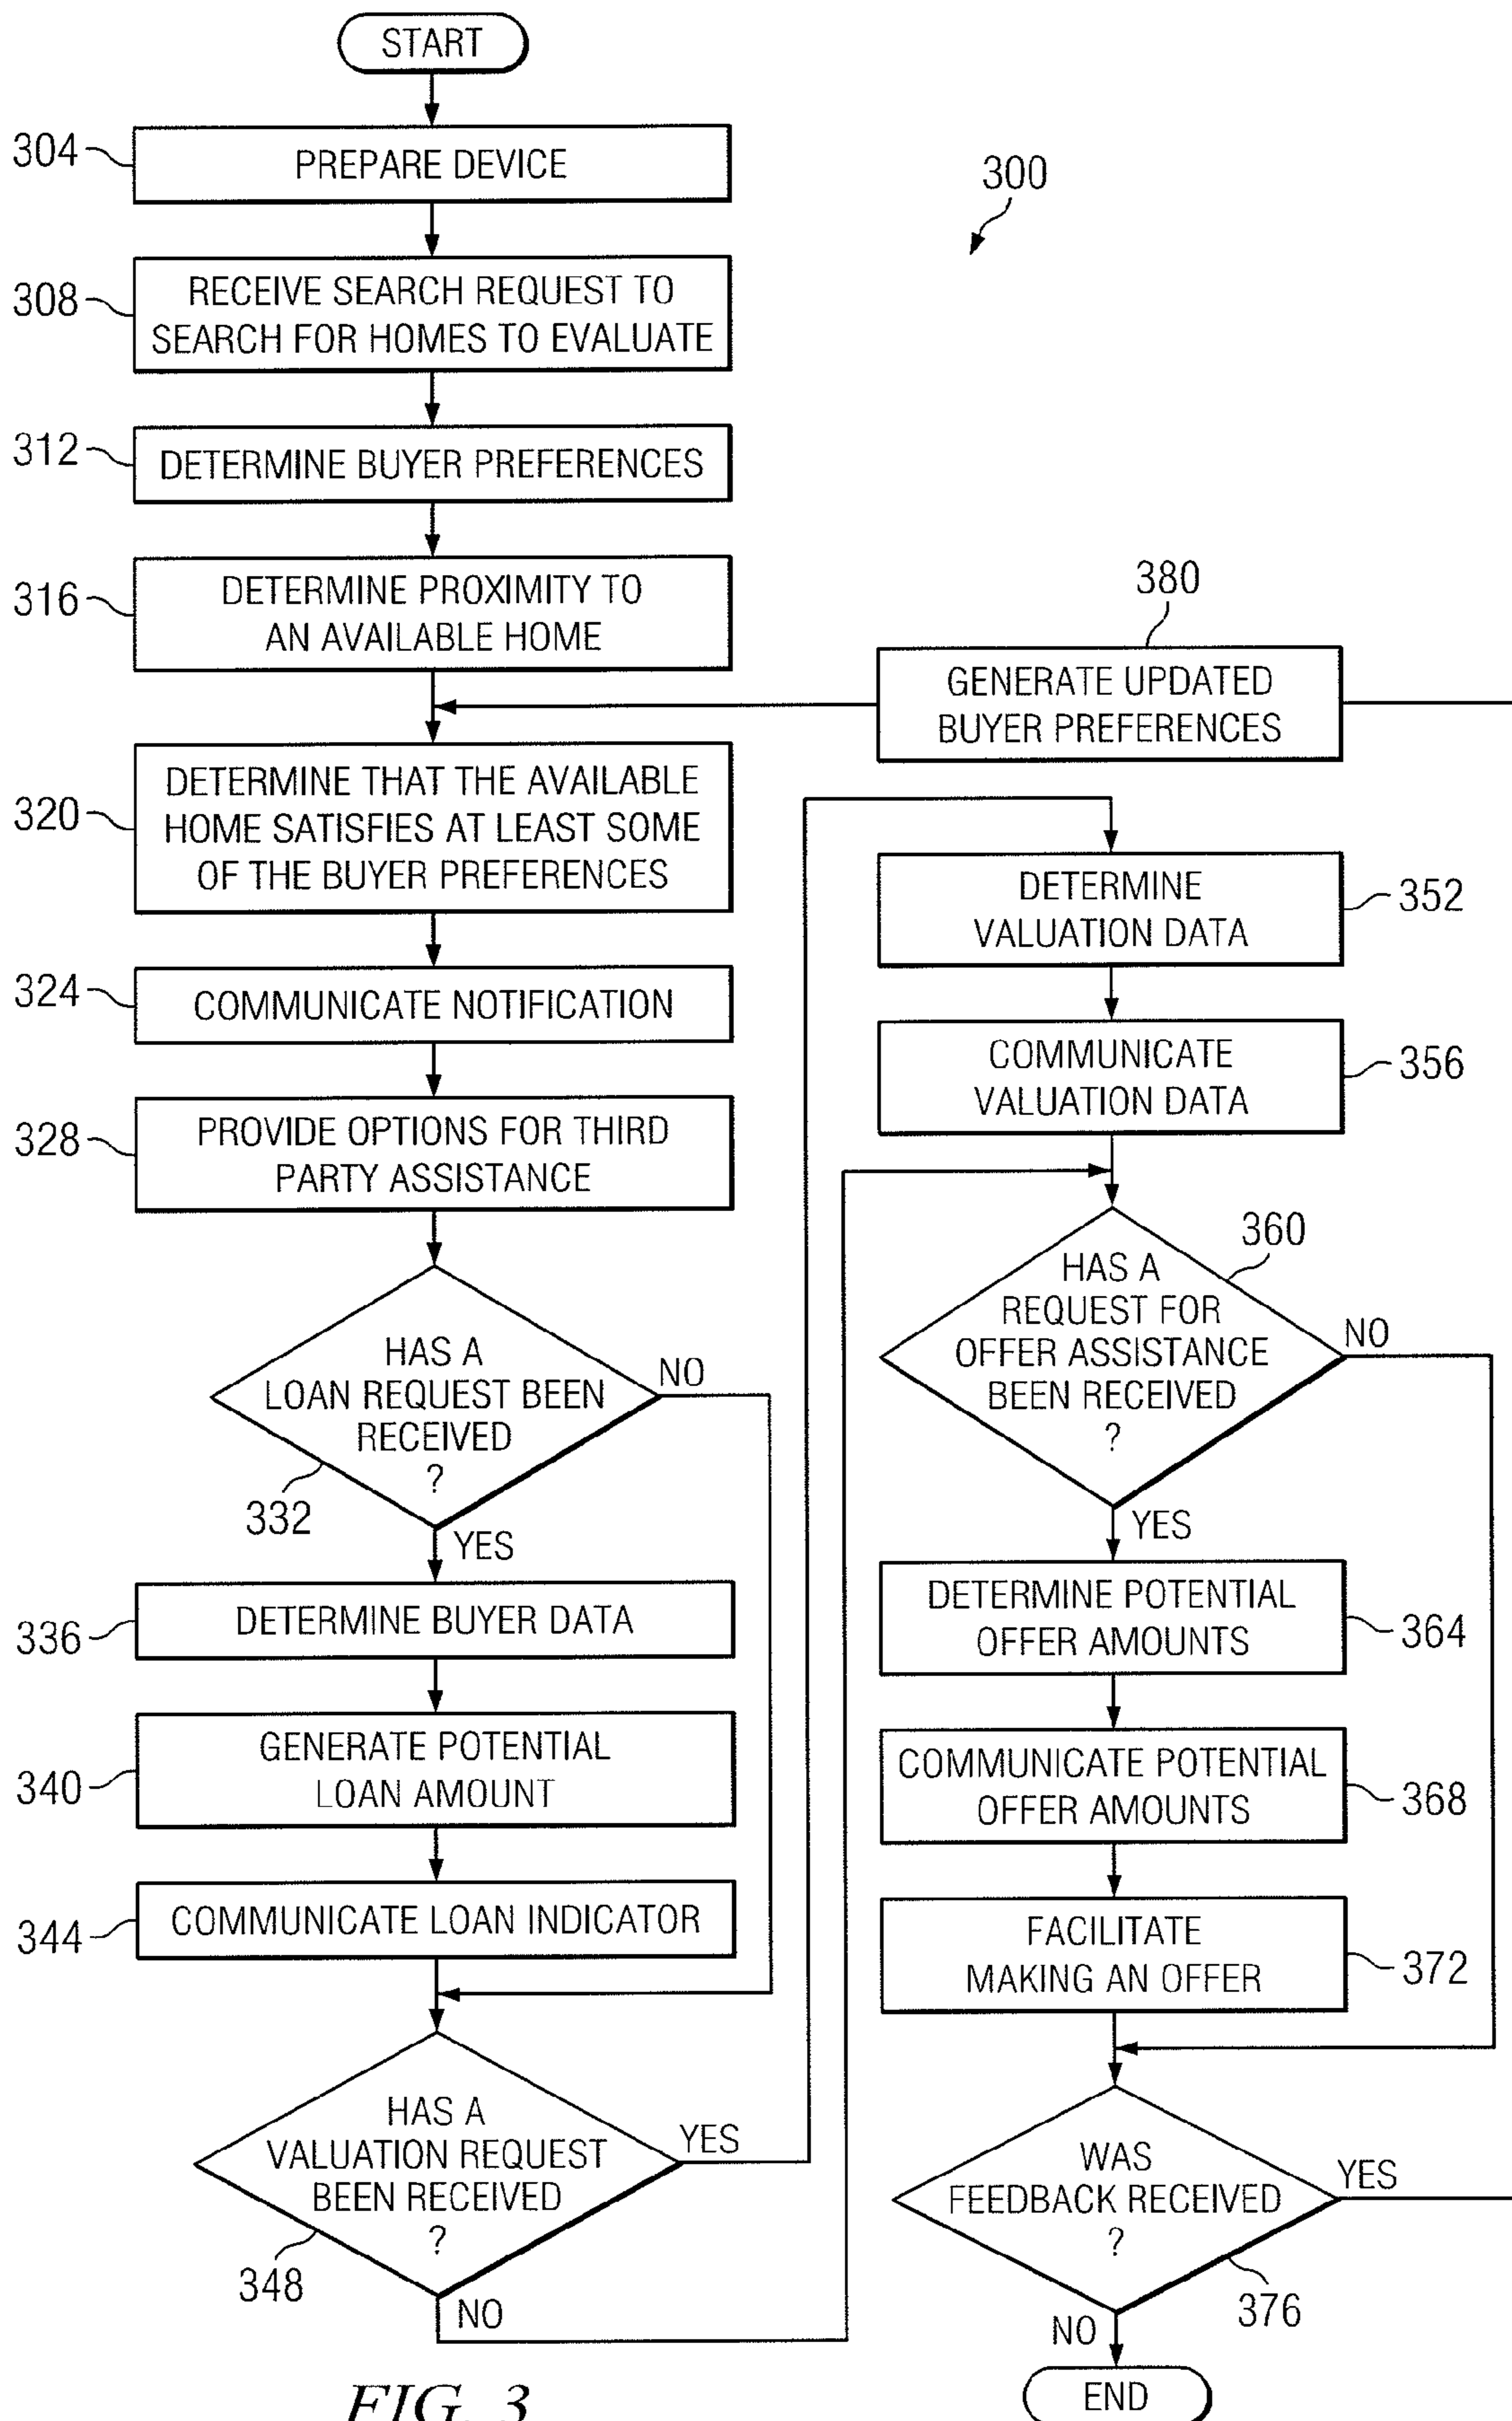 START
304
PREPARE DEVICE
300
308
RECEIVE SEARCH REQUEST TO
SEARCH FOR HOMES TO EVALUATE
312
DETERMINE BUYER PREFERENCES
316
DETERMINE PROXIMITY TO
AN AVAILABLE HOME
320
DETERMINE THAT THE AVAILABLE
HOME SATISFIES AT LEAST SOME
OF THE BUYER PREFERENCES
324
COMMUNICATE NOTIFICATION
328
PROVIDE OPTIONS FOR THIRD
PARTY ASSISTANCE
HAS A
LOAN REQUEST BEEN
RECEIVED
?
NO
332
YES
336
DETERMINE BUYER DATA
340
GENERATE POTENTIAL
LOAN AMOUNT
344
COMMUNICATE LOAN INDICATOR
HAS A
VALUATION REQUEST
BEEN RECEIVED
?
YES
348
NO
380
GENERATE UPDATED
BUYER PREFERENCES
DETERMINE
VALUATION DATA
352
COMMUNICATE
VALUATION DATA
356
360
HAS A
REQUEST FOR
OFFER ASSISTANCE
BEEN RECEIVED
?
NO
YES
DETERMINE POTENTIAL
OFFER AMOUNTS
364
COMMUNICATE POTENTIAL
OFFER AMOUNTS
368
FACILITATE
MAKING AN OFFER
372
WAS
FEEDBACK RECEIVED
?
YES
376
NO
END
FIG. 3